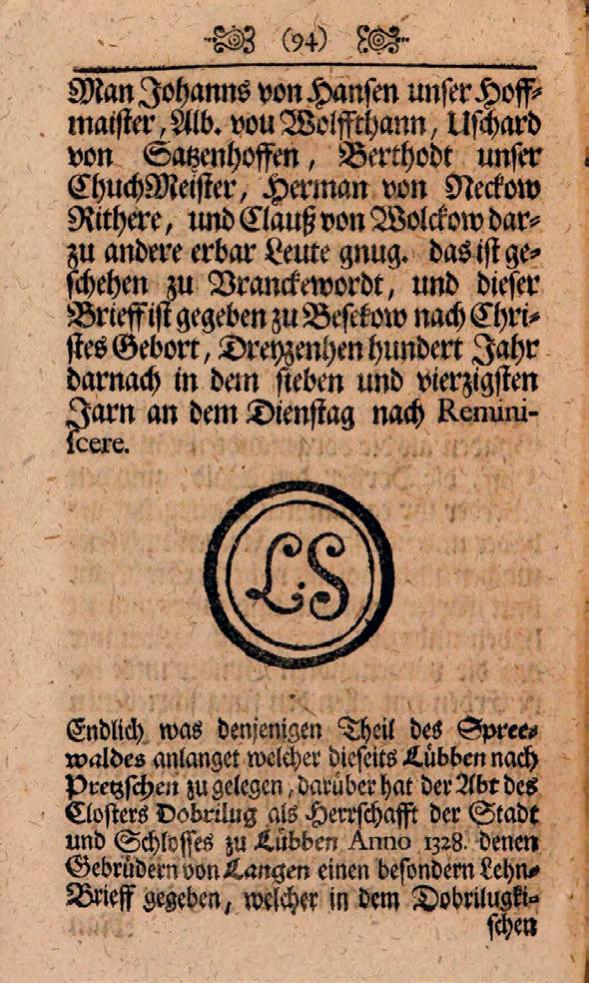 (94)
Man Johanns von Hansen unser Hoff-
maister, Alb. vou Wolffthann, Uschard
von Satzenhoffen, Berthodt unser
ChuchMeister, Herman von Neckow
Rithere, und Clauß von Wolckow dar-
zu andere erbar Leute gnug. das ist ge-
schehen zu Vranckewordt, und dieser
Brieff ist gegeben zu Besekow nach Chri-
stes Gebort, Dreyzenhen hundert Jahr
darnach in dem sieben und vierzigsten
Jarn an dem Dienstag nach Remini-
scere.
L.S
Endlich was denjenigen Theil des Spree-
waldes anlanget welcher dieseits Lübben nach
Pretzschen zu gelegen, darüber hat der Abt des
Closters Dobrilug als Herrschafft der Stadt
und Schlosses zu Lübben Anno 1328. denen
Gebrüdern von Langen einen besondern Lehn-
Brieff gegeben, welcher in dem Dobrilugki-
schen